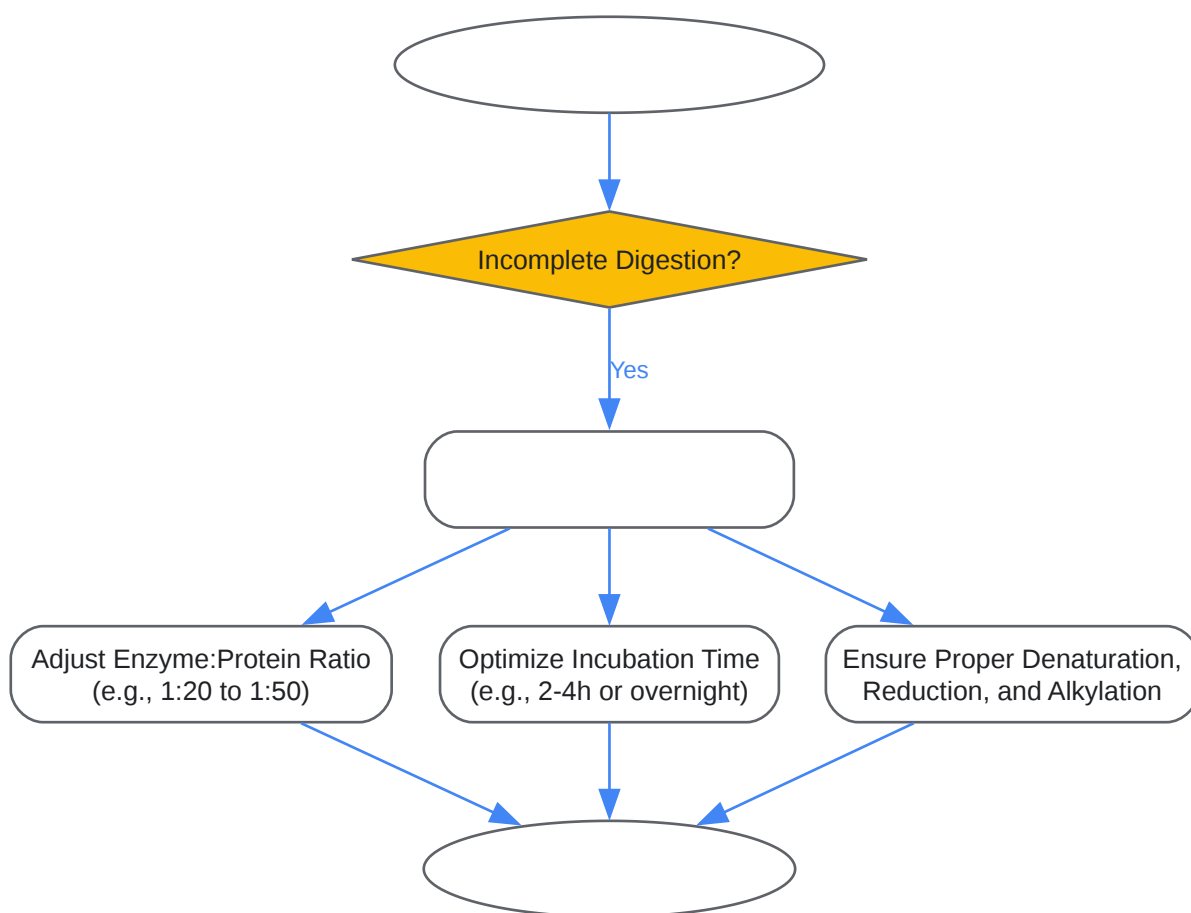 Incomplete Digestion?
Yes
Adjust Enzyme:Protein Ratio
(e.g., 1:20 to 1:50)
Optimize Incubation Time
(e.g., 2-4h or overnight)
Ensure Proper Denaturation,
Reduction, and Alkylation